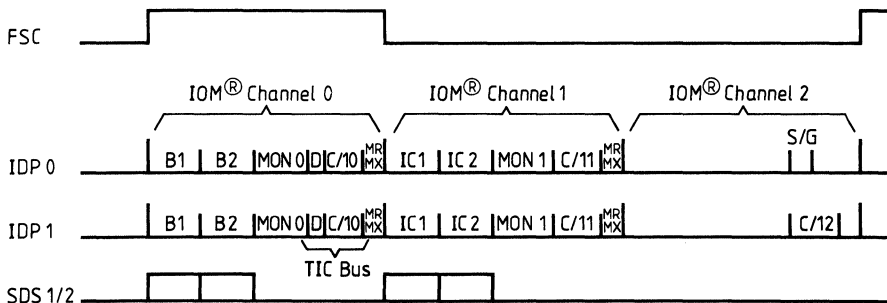 FSC
IOM® Channel 0 IOM® Channel 1 IOM® Channel 2
S/G
IDP 0 B1 B2 MON 0 D C/I0 MR MX IC1 IC 2 MON 1 C/I1 MR MX
IDP 1 B1 B2 MON 0 D C/I0 MR MX IC1 IC 2 MON 1 C/I1 MR MX C/I2
TIC Bus
SDS 1/2